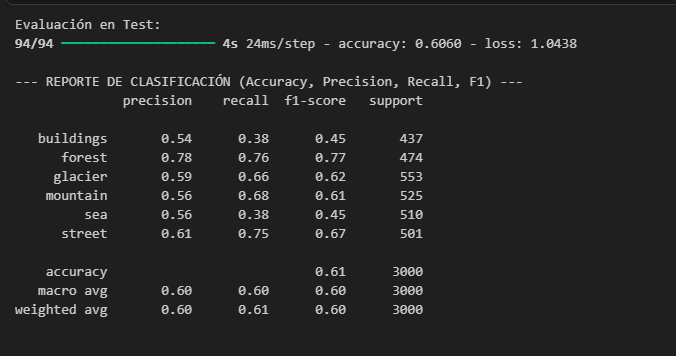 Evaluación en Test:
94/94 ━━━━━━━━━━━━━━━━━━━━ 4s 24ms/step - accuracy: 0.6060 - loss: 1.0438
--- REPORTE DE CLASIFICACIÓN (Accuracy, Precision, Recall, F1) ---
              precision    recall  f1-score   support
   buildings       0.54      0.38      0.45       437
      forest       0.78      0.76      0.77       474
     glacier       0.59      0.66      0.62       553
    mountain       0.56      0.68      0.61       525
         sea       0.56      0.38      0.45       510
      street       0.61      0.75      0.67       501
    accuracy                           0.61      3000
   macro avg       0.60      0.60      0.60      3000
weighted avg       0.60      0.61      0.60      3000